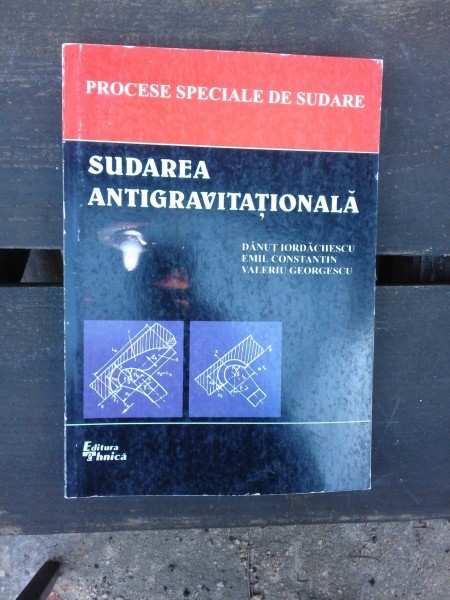 PROCESE SPECIALE DE SUDARE
SUDAREA
ANTIGRAVITAȚIONALĂ
DĂNUȚ IORDĂCHESCU
EMIL CONSTANTIN
VALERIU GEORGESCU
Editura
Tehnică